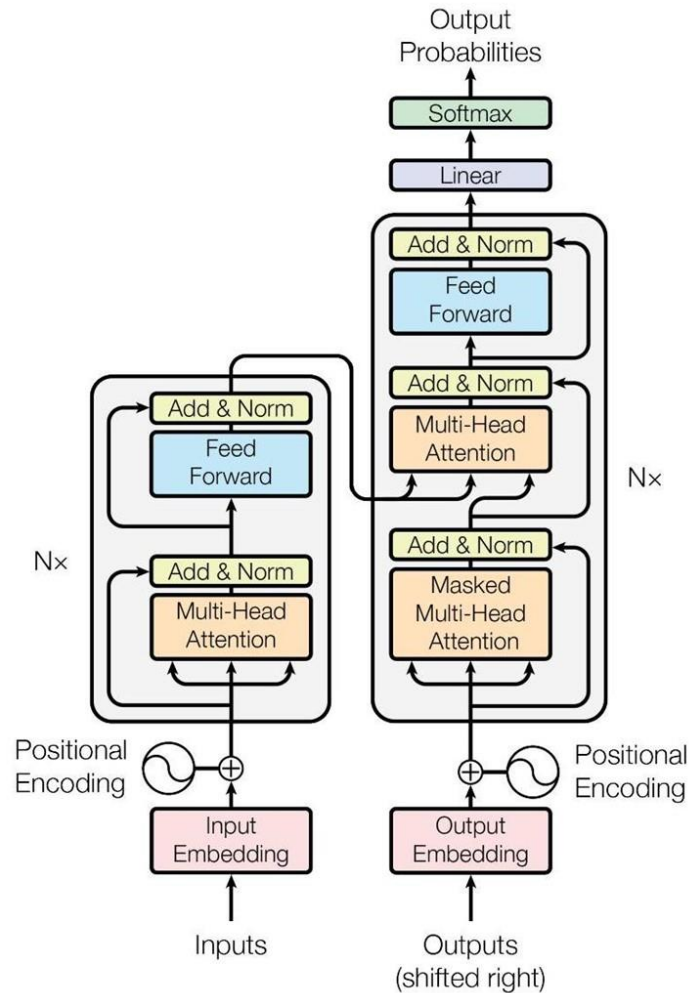 Output
Probabilities
Softmax
Linear
Add & Norm
Feed
Forward
Add & Norm
Multi-Head
Attention
Nx
Add & Norm
Masked
Multi-Head
Attention
Add & Norm
Feed
Forward
Nx
Add & Norm
Multi-Head
Attention
Positional
Encoding
Positional
Encoding
Input
Embedding
Output
Embedding
Inputs
Outputs
(shifted right)